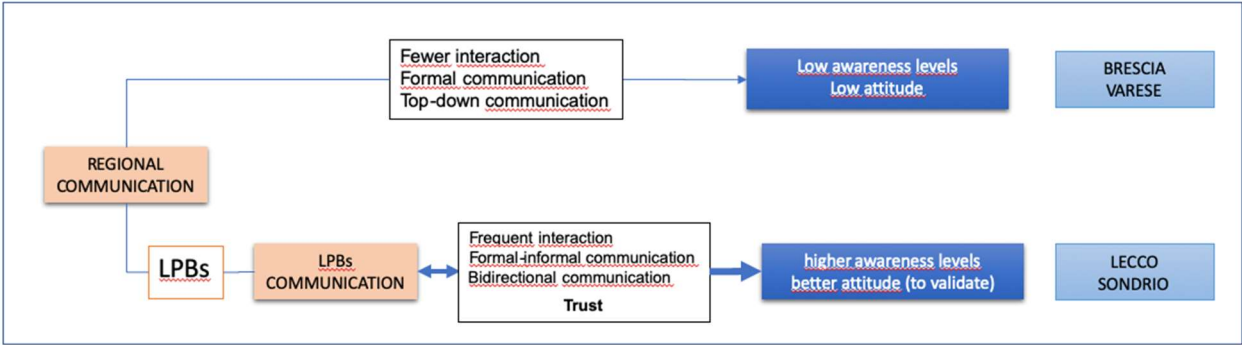 Fewer interaction
Formal communication
Top-down communication
Low awareness levels
Low attitude
BRESCIA
VARESE
REGIONAL
COMMUNICATION
LPBs
LPBs
COMMUNICATION
Frequent interaction
Formal-informal communication
Bidirectional communication
Trust
higher awareness levels
better attitude (to validate)
LECCO
SONDRIO